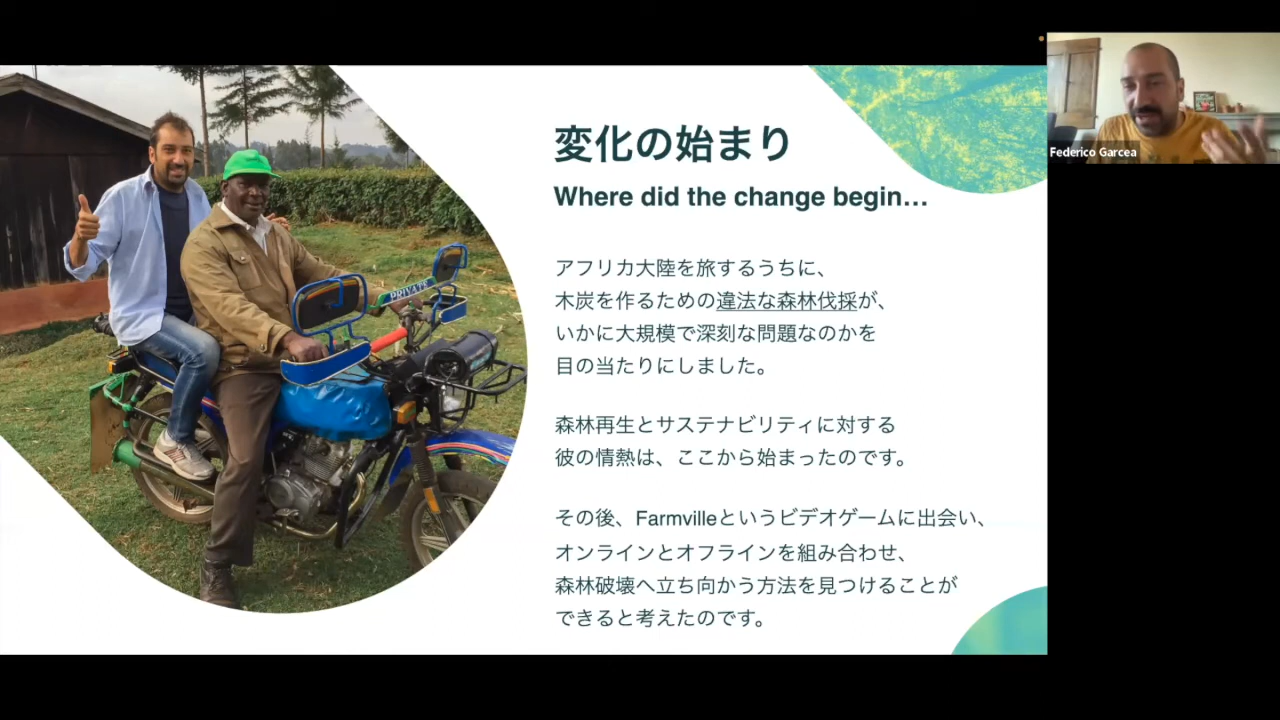 変化の始まり
Where did the change begin…
アフリカ大陸を旅するうちに、
木炭を作るための違法な森林伐採が、
いかに大規模で深刻な問題なのかを
目の当たりにしました。
森林再生とサステナビリティに対する
彼の情熱は、ここから始まったのです。
その後、Farmvilleというビデオゲームに出会い、
オンラインとオフラインを組み合わせ、
森林破壊へ立ち向かう方法を見つけることが
できると考えたのです。
PRIVATE
Federico Garcea